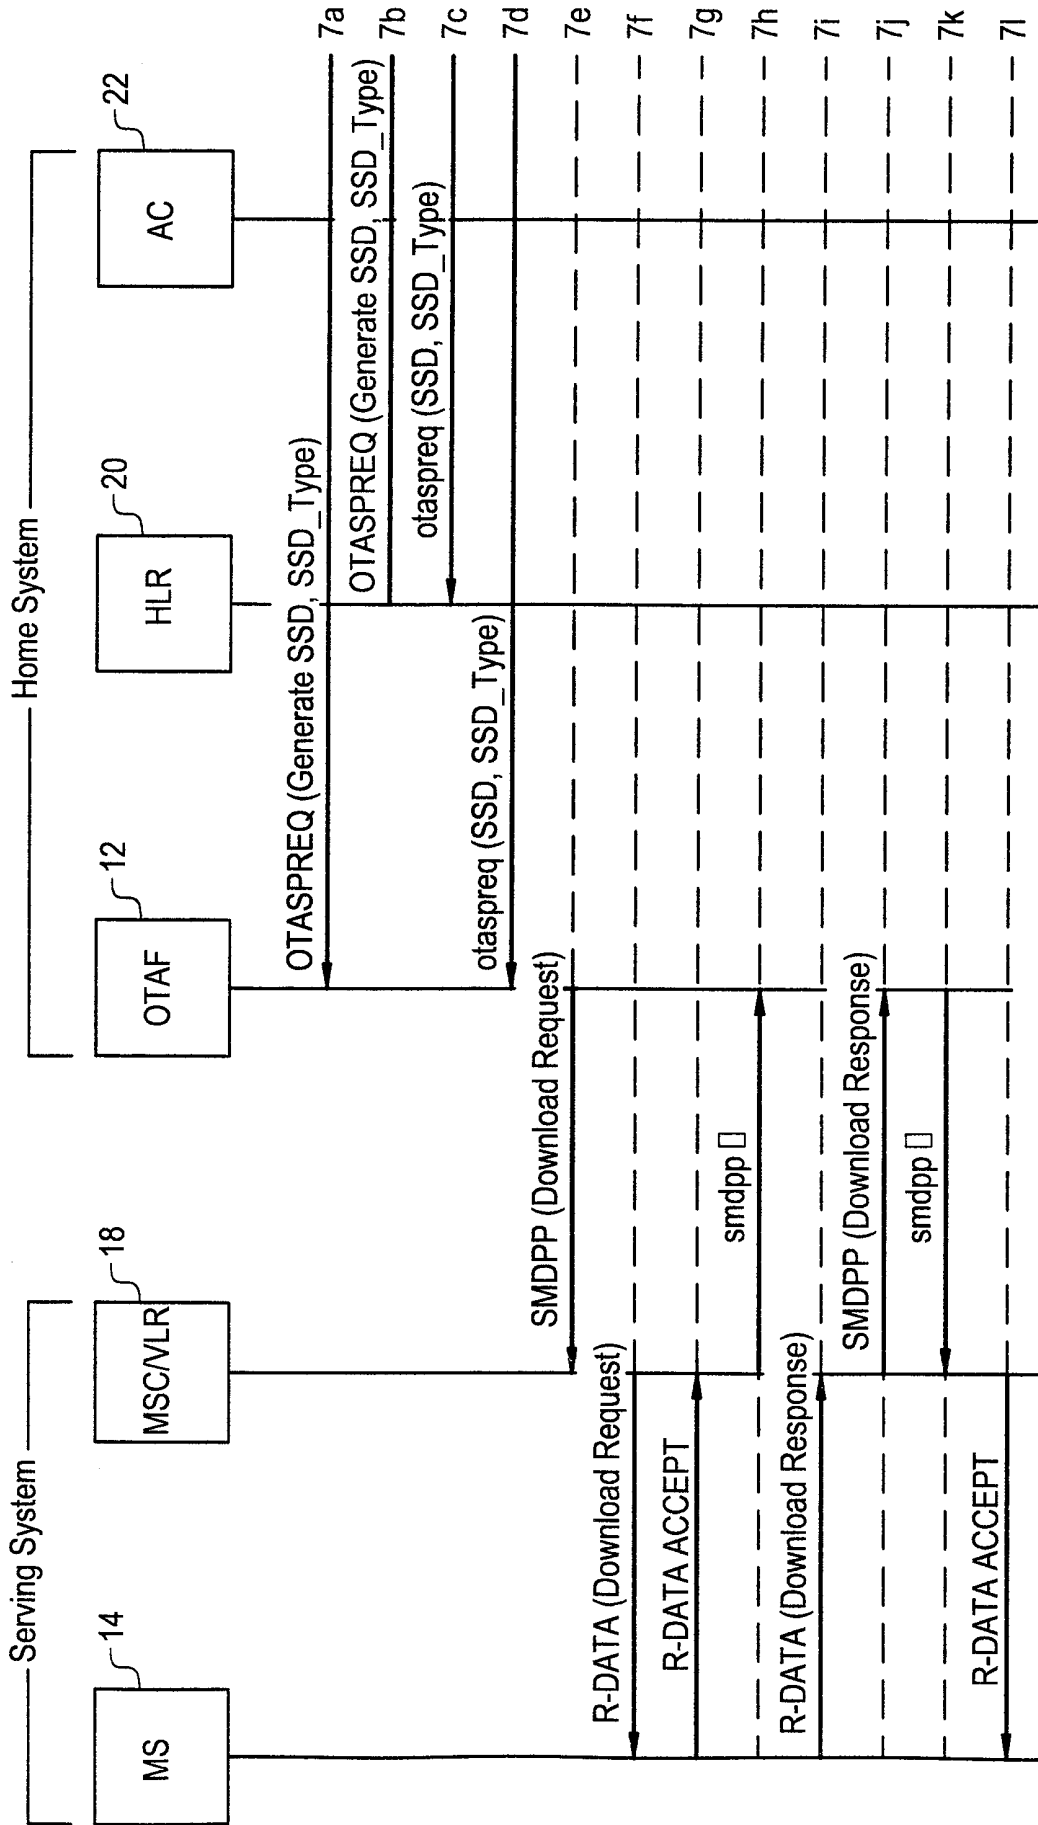 Serving System
Home System
14
18
12
20
22
MS
MSC/VLR
OTAF
HLR
AC
OTASPREQ (Generate SSD, SSD_Type)
7a
OTASPREQ (Generate SSD, SSD_Type)
7b
otaspreq (SSD, SSD_Type)
7c
otaspreq (SSD, SSD_Type)
7d
SMDPP (Download Request)
7e
R-DATA (Download Request)
7f
R-DATA ACCEPT
7g
smdpp []
7h
R-DATA (Download Response)
7i
SMDPP (Download Response)
7j
smdpp []
7k
R-DATA ACCEPT
7l